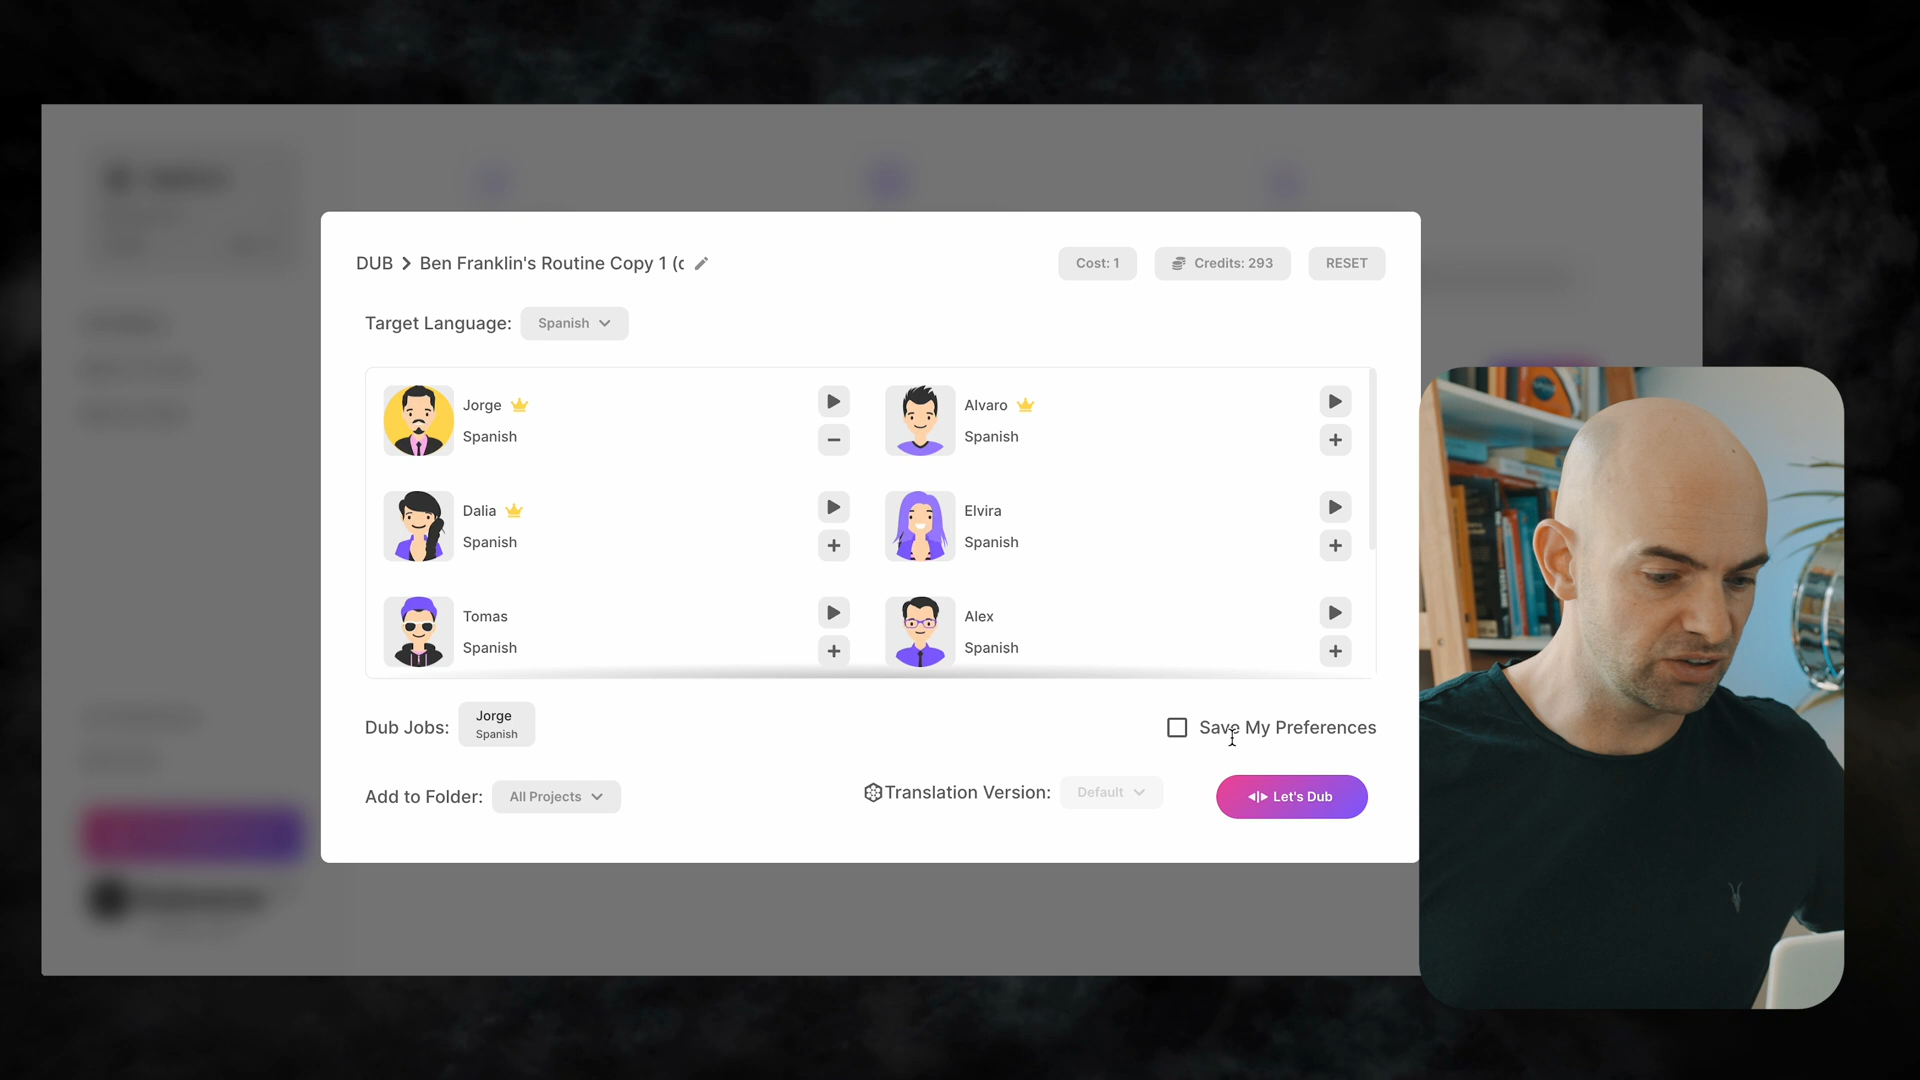 DUB > Ben Franklin's Routine Copy 1 (c
Cost: 1
Credits: 293
RESET
Target Language: Spanish
Jorge
Spanish
Alvaro
Spanish
Dalia
Spanish
Elvira
Spanish
Tomas
Spanish
Alex
Spanish
Dub Jobs: Jorge
Spanish
Save My Preferences
Add to Folder: All Projects
Translation Version: Default
Let's Dub